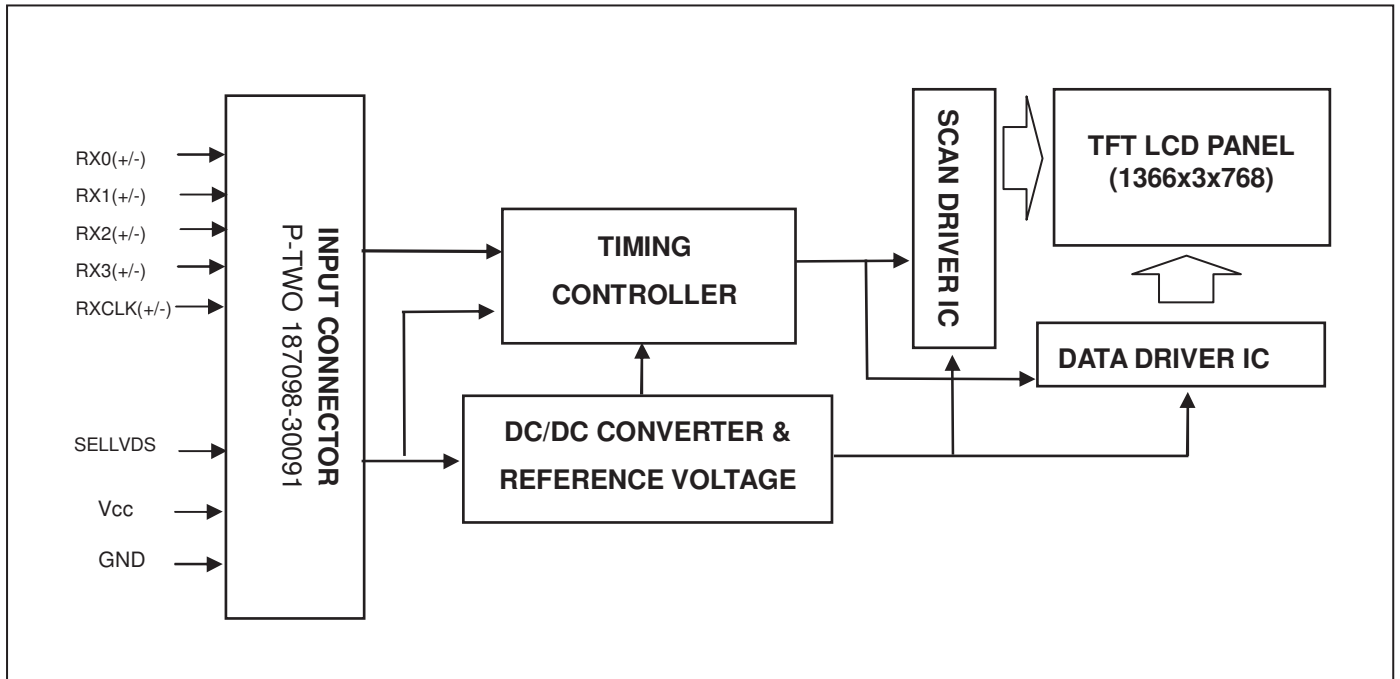 RX0(+/-)
RX1(+/-)
RX2(+/-)
RX3(+/-)
RXCLK(+/-)
SELLVDS
Vcc
GND
INPUT CONNECTOR
P-TWO 187098-30091
TIMING
CONTROLLER
DC/DC CONVERTER &
REFERENCE VOLTAGE
SCAN DRIVER IC
TFT LCD PANEL
(1366x3x768)
DATA DRIVER IC